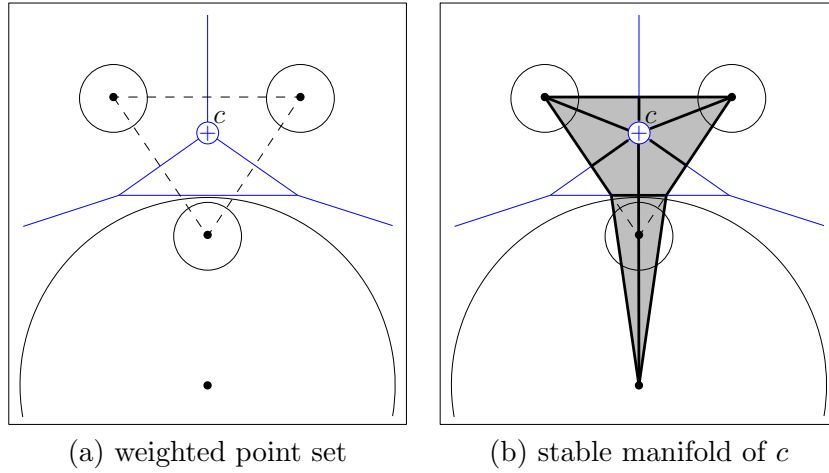 c
c
(a) weighted point set
(b) stable manifold of c